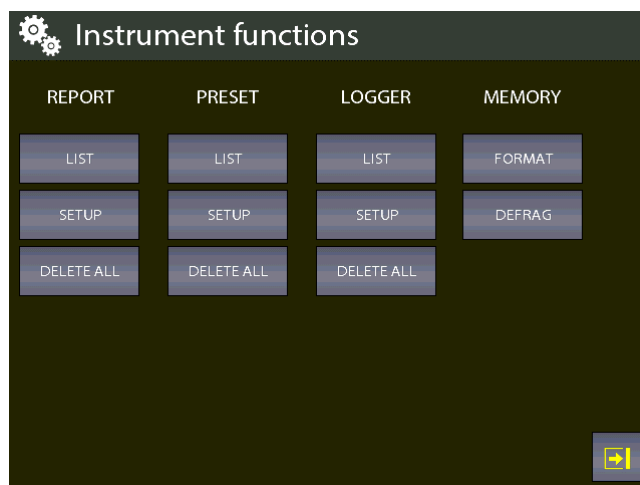 Instrument functions
REPORT PRESET LOGGER MEMORY
LIST LIST LIST FORMAT
SETUP SETUP SETUP DEFRAG
DELETE ALL DELETE ALL DELETE ALL